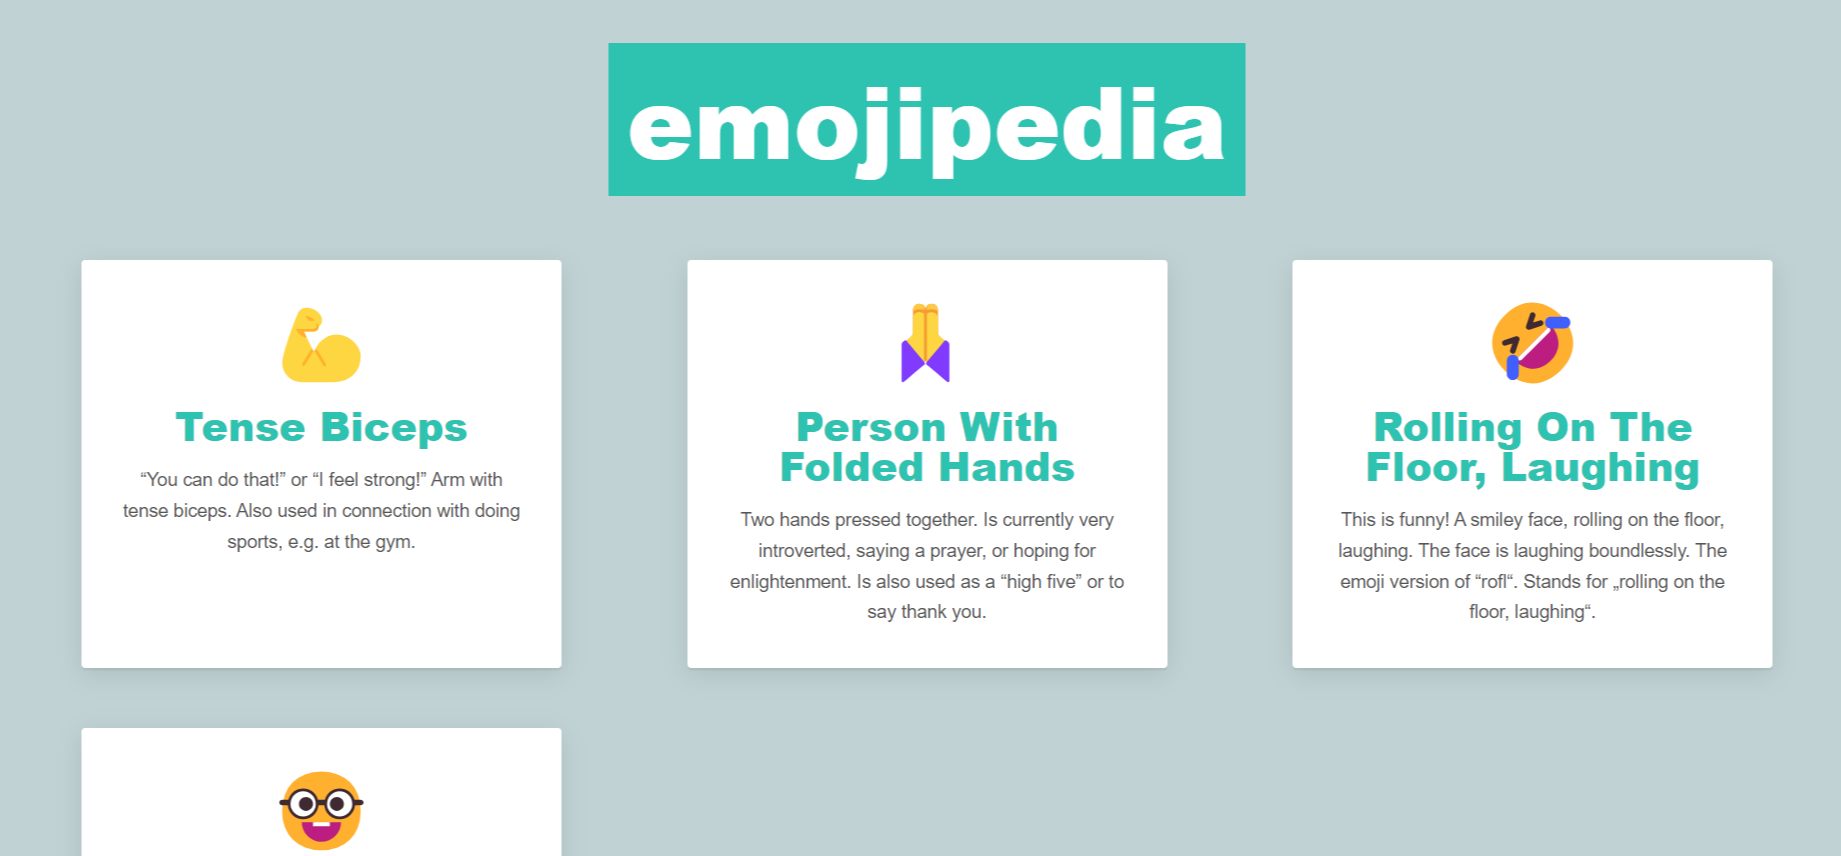 emojipedia
Tense Biceps
“You can do that!” or “I feel strong!” Arm with
tense biceps. Also used in connection with doing
sports, e.g. at the gym.
Person With
Folded Hands
Two hands pressed together. Is currently very
introverted, saying a prayer, or hoping for
enlightenment. Is also used as a “high five” or to
say thank you.
Rolling On The
Floor, Laughing
This is funny! A smiley face, rolling on the floor,
laughing. The face is laughing boundlessly. The
emoji version of “rofl“. Stands for „rolling on the
floor, laughing“.